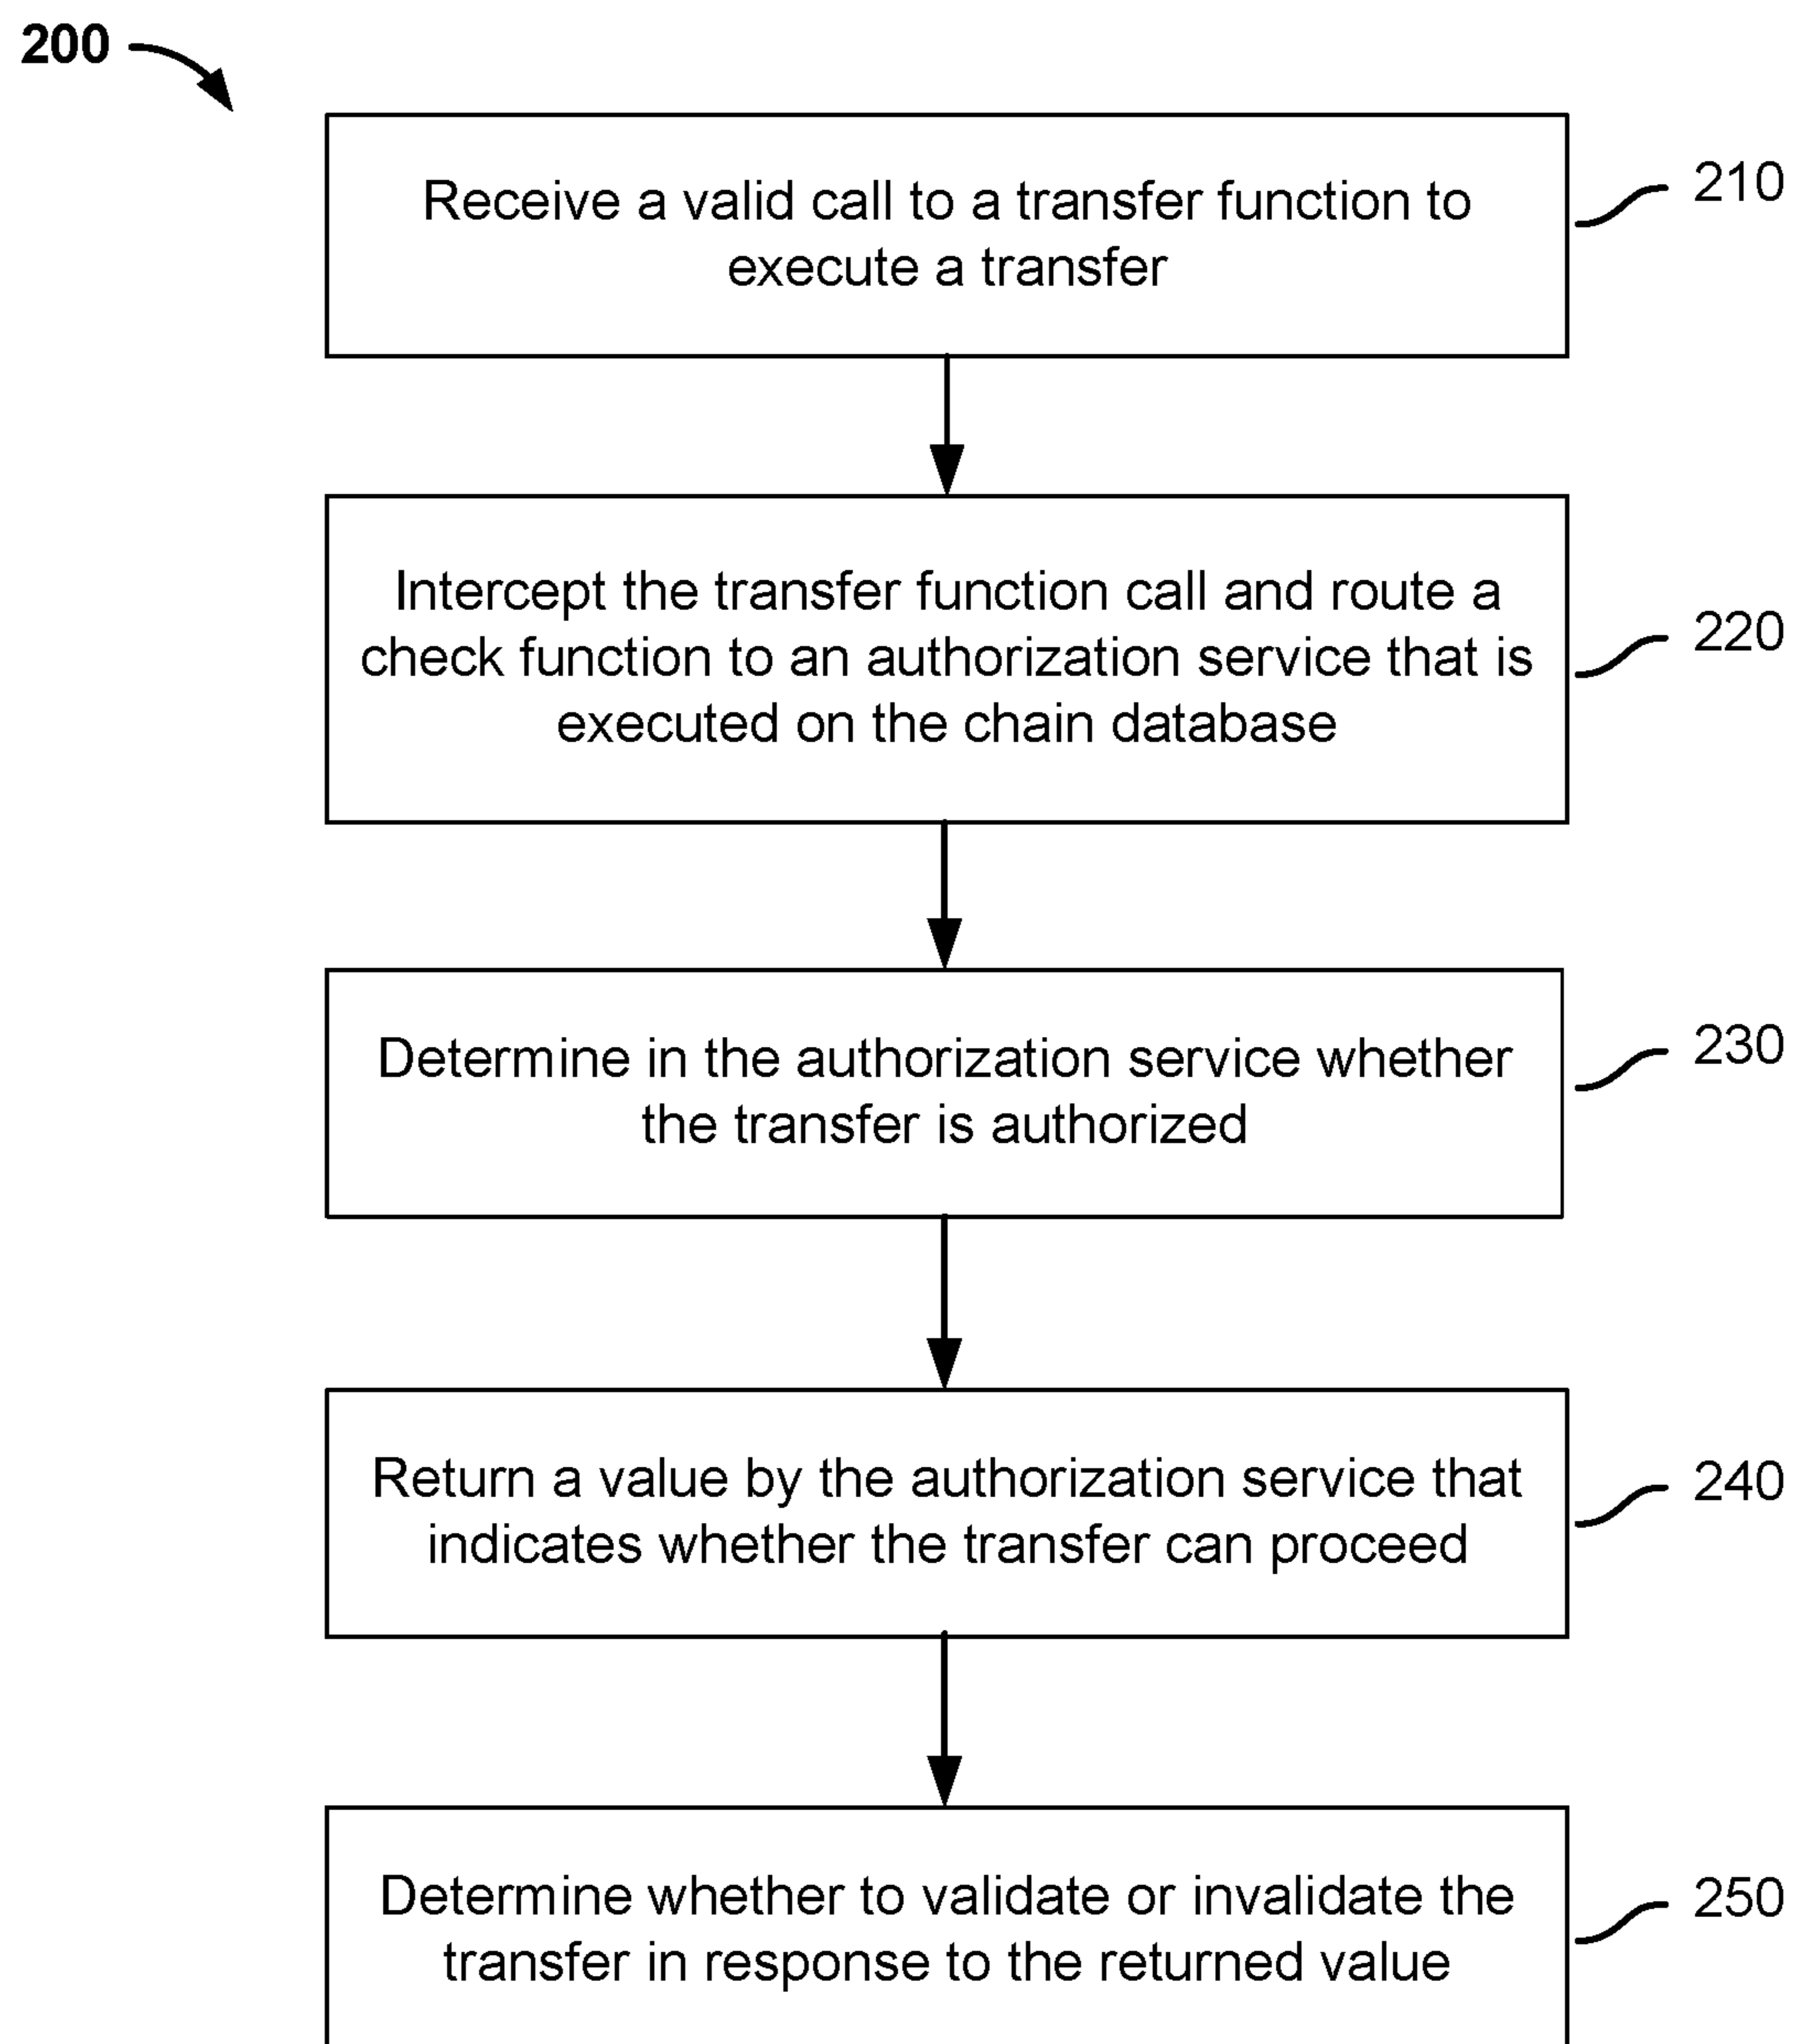 200
Receive a valid call to a transfer function to
execute a transfer
210
Intercept the transfer function call and route a
check function to an authorization service that is
executed on the chain database
220
Determine in the authorization service whether
the transfer is authorized
230
Return a value by the authorization service that
indicates whether the transfer can proceed
240
Determine whether to validate or invalidate the
transfer in response to the returned value
250